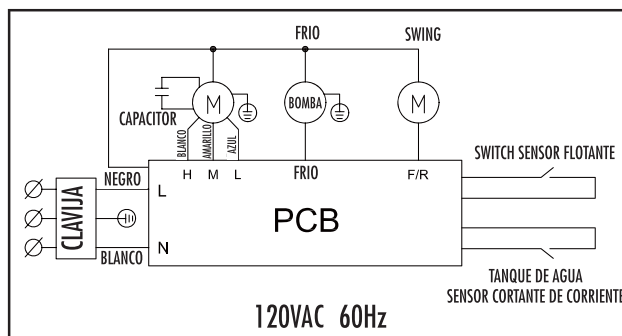 FRIO
SWING
CAPACITOR
M
BOMBA
M
BLANCO
AMARILLO
AZUL
H M L
FRIO
F/R
SWITCH SENSOR FLOTANTE
NEGRO
L
CLAVIJA
PCB
N
BLANCO
TANQUE DE AGUA
SENSOR CORTANTE DE CORRIENTE
120VAC 60Hz